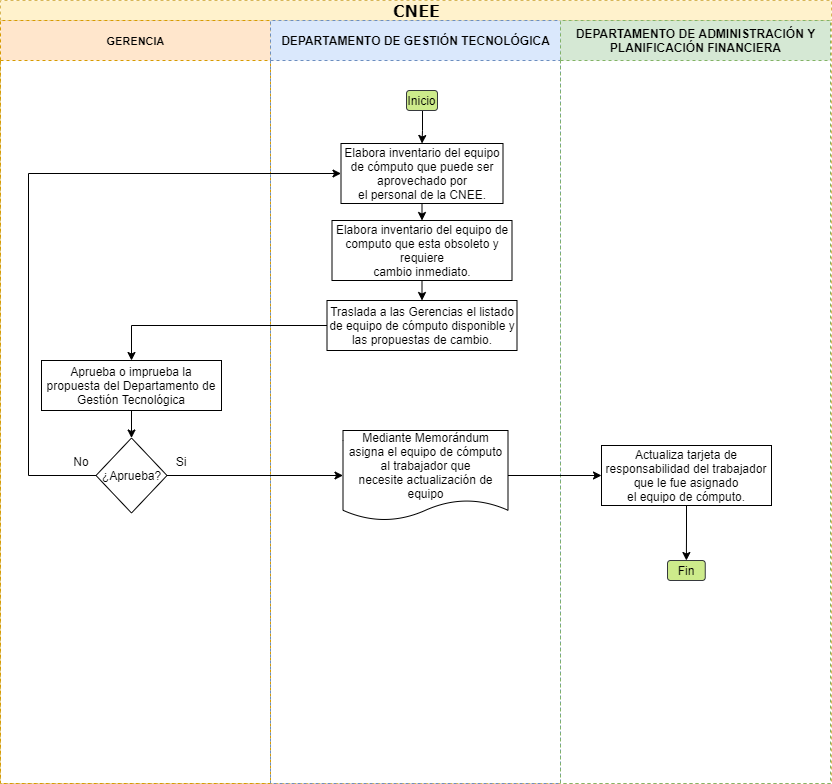 CNEE
GERENCIA
DEPARTAMENTO DE GESTIÓN TECNOLÓGICA
DEPARTAMENTO DE ADMINISTRACIÓN Y
PLANIFICACIÓN FINANCIERA
Inicio
Elabora inventario del equipo
de cómputo que puede ser
aprovechado por
el personal de la CNEE.
Elabora inventario del equipo de
computo que esta obsoleto y
requiere
cambio inmediato.
Traslada a las Gerencias el listado
de equipo de cómputo disponible y
las propuestas de cambio.
Aprueba o imprueba la
propuesta del Departamento de
Gestión Tecnológica
No
¿Aprueba?
Si
Mediante Memorándum
asigna el equipo de cómputo
al trabajador que
necesite actualización de
equipo
Actualiza tarjeta de
responsabilidad del trabajador
que le fue asignado
el equipo de cómputo.
Fin